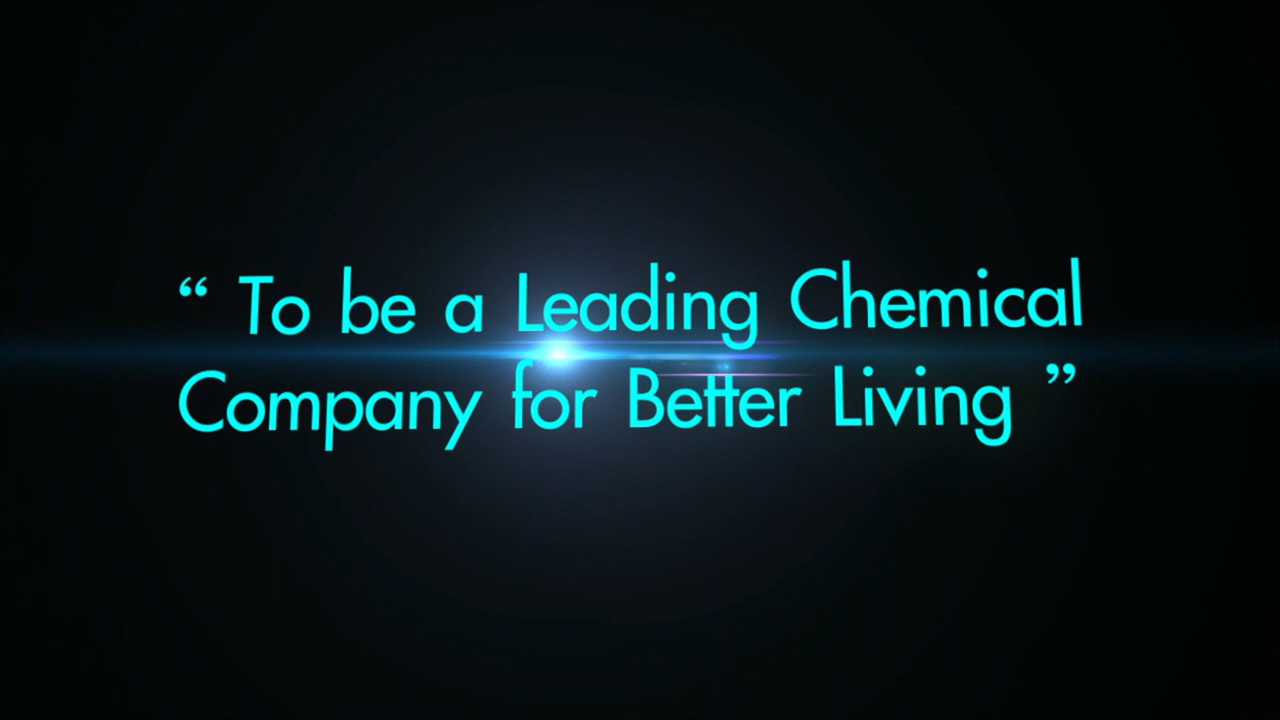 “ To be a Leading Chemical
Company for Better Living ”